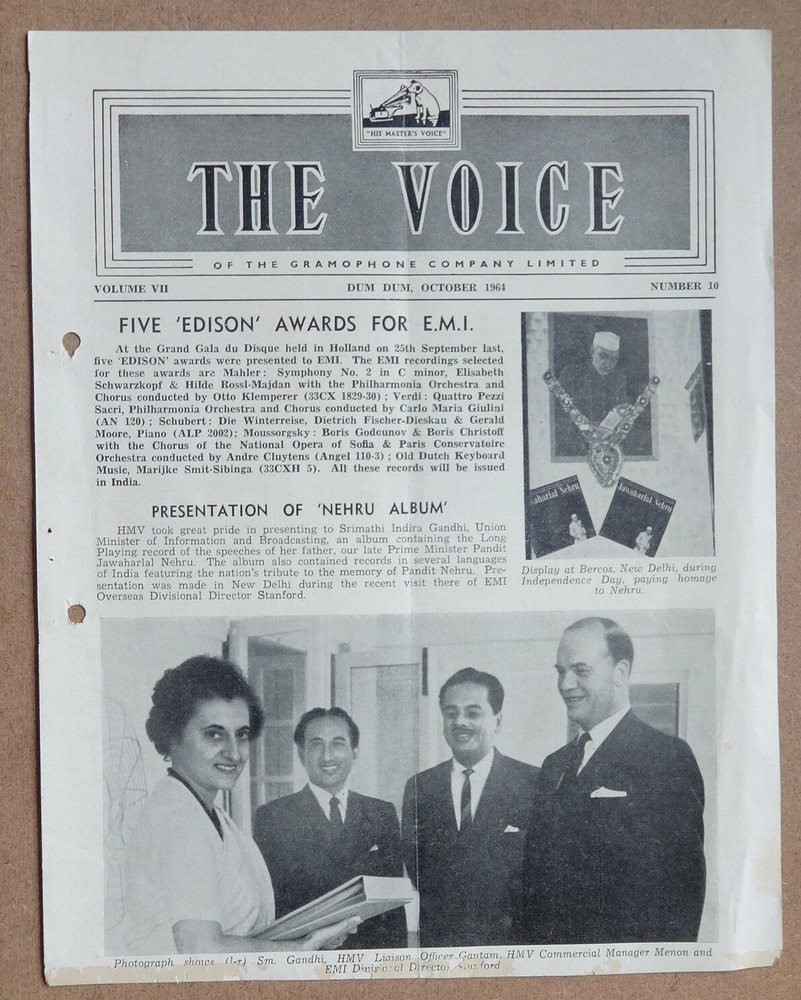 "HIS MASTER'S VOICE"
THE VOICE
OF THE GRAMOPHONE COMPANY LIMITED
VOLUME VII DUM DUM, OCTOBER 1964 NUMBER 10
FIVE 'EDISON' AWARDS FOR E.M.I.
At the Grand Gala du Disque held in Holland on 25th September last,
five 'EDISON' awards were presented to EMI. The EMI recordings selected
for these awards are Mahler: Symphony No. 2 in C minor, Elisabeth
Schwarzkopf & Hilde Rossl-Majdan with the Philharmonia Orchestra and
Chorus conducted by Otto Klemperer (33CX 1829-30) ; Verdi : Quattro Pezzi
Sacri, Philharmonia Orchestra and Chorus conducted by Carlo Maria Giulini
(AN 120) ; Schubert : Die Winterreise, Dietrich Fischer-Dieskau & Gerald
Moore, Piano (ALP 2002); Moussorgsky : Boris Godounov & Boris Christoff
with the Chorus of the National Opera of Sofia & Paris Conservatoire
Orchestra conducted by Andre Cluytens (Angel 110-3) ; Old Dutch Keyboard
Music, Marijke Smit-Sibinga (33CXH 5). All these records will be issued
in India.
PRESENTATION OF 'NEHRU ALBUM'
HMV took great pride in presenting to Srimathi Indira Gandhi, Union
Minister of Information and Broadcasting, an album containing the Long
Playing record of the speeches of her father, our late Prime Minister Pandit
Jawaharlal Nehru. The album also contained records in several languages
of India featuring the nation's tribute to the memory of Pandit Nehru. Pre-
sentation was made in New Delhi during the recent visit there of EMI
Overseas Divisional Director Stanford.
aharlal Nehru
Jawaharlal Nehru
Display at Bercos, New Delhi, during
Independence Day, paying homage
to Nehru.
Photograph shows (l-r) Sm. Gandhi, HMV Liaison Officer Gautam, HMV Commercial Manager Menon and
EMI Divisional Director Stanford